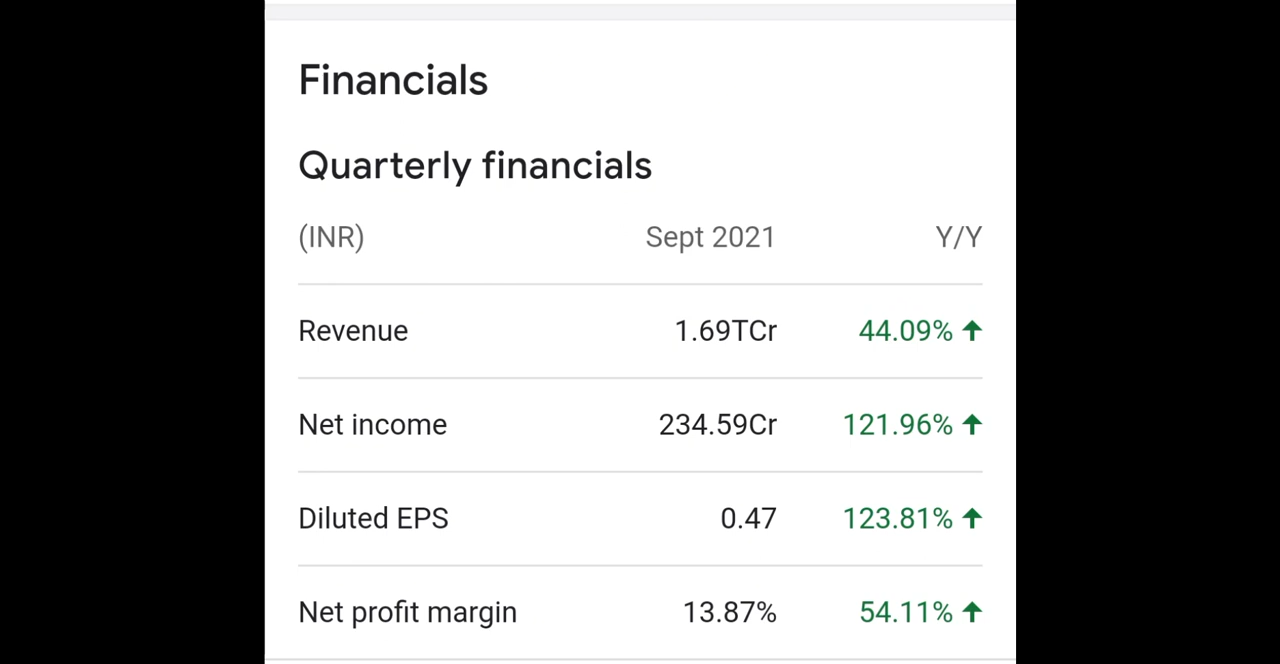 Financials
Quarterly financials
(INR) Sept 2021 Y/Y
Revenue 1.69TCr 44.09% ↑
Net income 234.59Cr 121.96% ↑
Diluted EPS 0.47 123.81% ↑
Net profit margin 13.87% 54.11% ↑